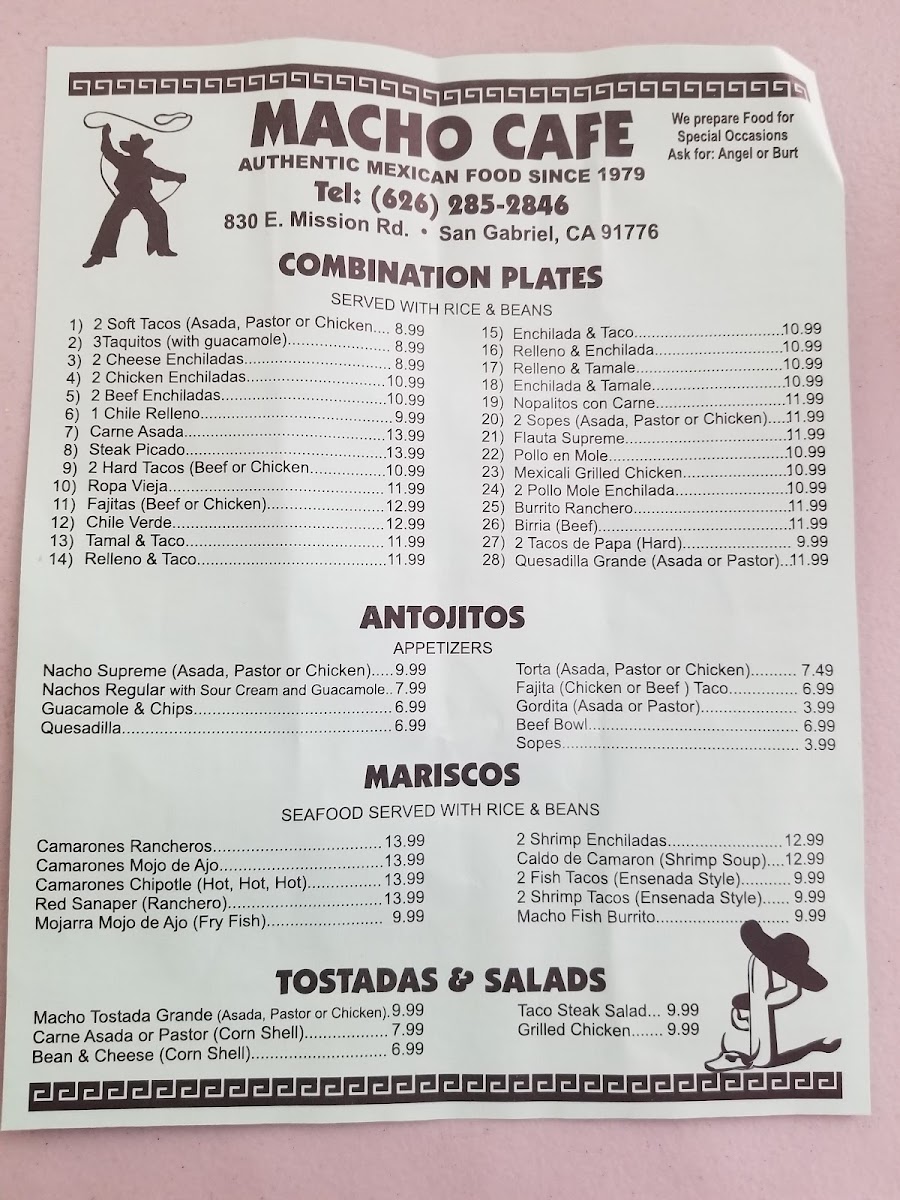 MACHO CAFE
AUTHENTIC MEXICAN FOOD SINCE 1979
Tel: (626) 285-2846
830 E. Mission Rd. • San Gabriel, CA 91776
We prepare Food for
Special Occasions
Ask for: Angel or Burt
COMBINATION PLATES
SERVED WITH RICE & BEANS
1) 2 Soft Tacos (Asada, Pastor or Chicken.... 8.99
2) 3Taquitos (with guacamole)...................... 8.99
3) 2 Cheese Enchiladas................................ 8.99
4) 2 Chicken Enchiladas..............................10.99
5) 2 Beef Enchiladas...................................10.99
6) 1 Chile Relleno........................................ 9.99
7) Carne Asada...........................................13.99
8) Steak Picado...........................................13.99
9) 2 Hard Tacos (Beef or Chicken................10.99
10) Ropa Vieja..............................................11.99
11) Fajitas (Beef or Chicken).........................12.99
12) Chile Verde.............................................12.99
13) Tamal & Taco..........................................11.99
14) Relleno & Taco........................................11.99
15) Enchilada & Taco................................10.99
16) Relleno & Enchilada............................10.99
17) Relleno & Tamale................................10.99
18) Enchilada & Tamale............................10.99
19) Nopalitos con Carne............................11.99
20) 2 Sopes (Asada, Pastor or Chicken)....11.99
21) Flauta Supreme..................................11.99
22) Pollo en Mole.....................................10.99
23) Mexicali Grilled Chicken......................10.99
24) 2 Pollo Mole Enchilada........................10.99
25) Burrito Ranchero.................................11.99
26) Birria (Beef)........................................11.99
27) 2 Tacos de Papa (Hard)....................... 9.99
28) Quesadilla Grande (Asada or Pastor)...11.99
ANTOJITOS
APPETIZERS
Nacho Supreme (Asada, Pastor or Chicken).....9.99
Nachos Regular with Sour Cream and Guacamole..7.99
Guacamole & Chips...........................................6.99
Quesadilla..........................................................6.99
Torta (Asada, Pastor or Chicken).......... 7.49
Fajita (Chicken or Beef ) Taco............... 6.99
Gordita (Asada or Pastor)..................... 3.99
Beef Bowl............................................. 6.99
Sopes................................................... 3.99
MARISCOS
SEAFOOD SERVED WITH RICE & BEANS
Camarones Rancheros....................................13.99
Camarones Mojo de Ajo...................................13.99
Camarones Chipotle (Hot, Hot, Hot)................13.99
Red Sanaper (Ranchero).................................13.99
Mojarra Mojo de Ajo (Fry Fish)......................... 9.99
2 Shrimp Enchiladas.........................12.99
Caldo de Camaron (Shrimp Soup)....12.99
2 Fish Tacos (Ensenada Style)........... 9.99
2 Shrimp Tacos (Ensenada Style)...... 9.99
Macho Fish Burrito............................. 9.99
TOSTADAS & SALADS
Macho Tostada Grande (Asada, Pastor or Chicken).9.99
Carne Asada or Pastor (Corn Shell)..................7.99
Bean & Cheese (Corn Shell)............................. 6.99
Taco Steak Salad... 9.99
Grilled Chicken....... 9.99